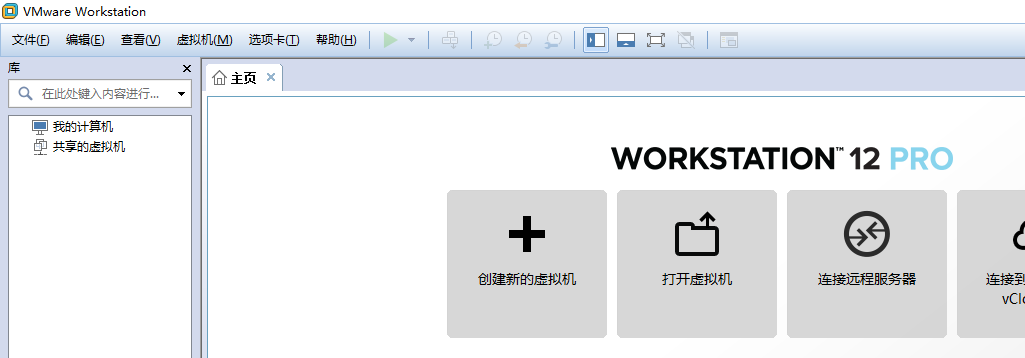 VMware Workstation
文件(F) 编辑(E) 查看(V) 虚拟机(M) 选项卡(T) 帮助(H)
库
在此处键入内容进行...
主页
我的计算机
共享的虚拟机
WORKSTATION™ 12 PRO
创建新的虚拟机
打开虚拟机
连接远程服务器
连接到